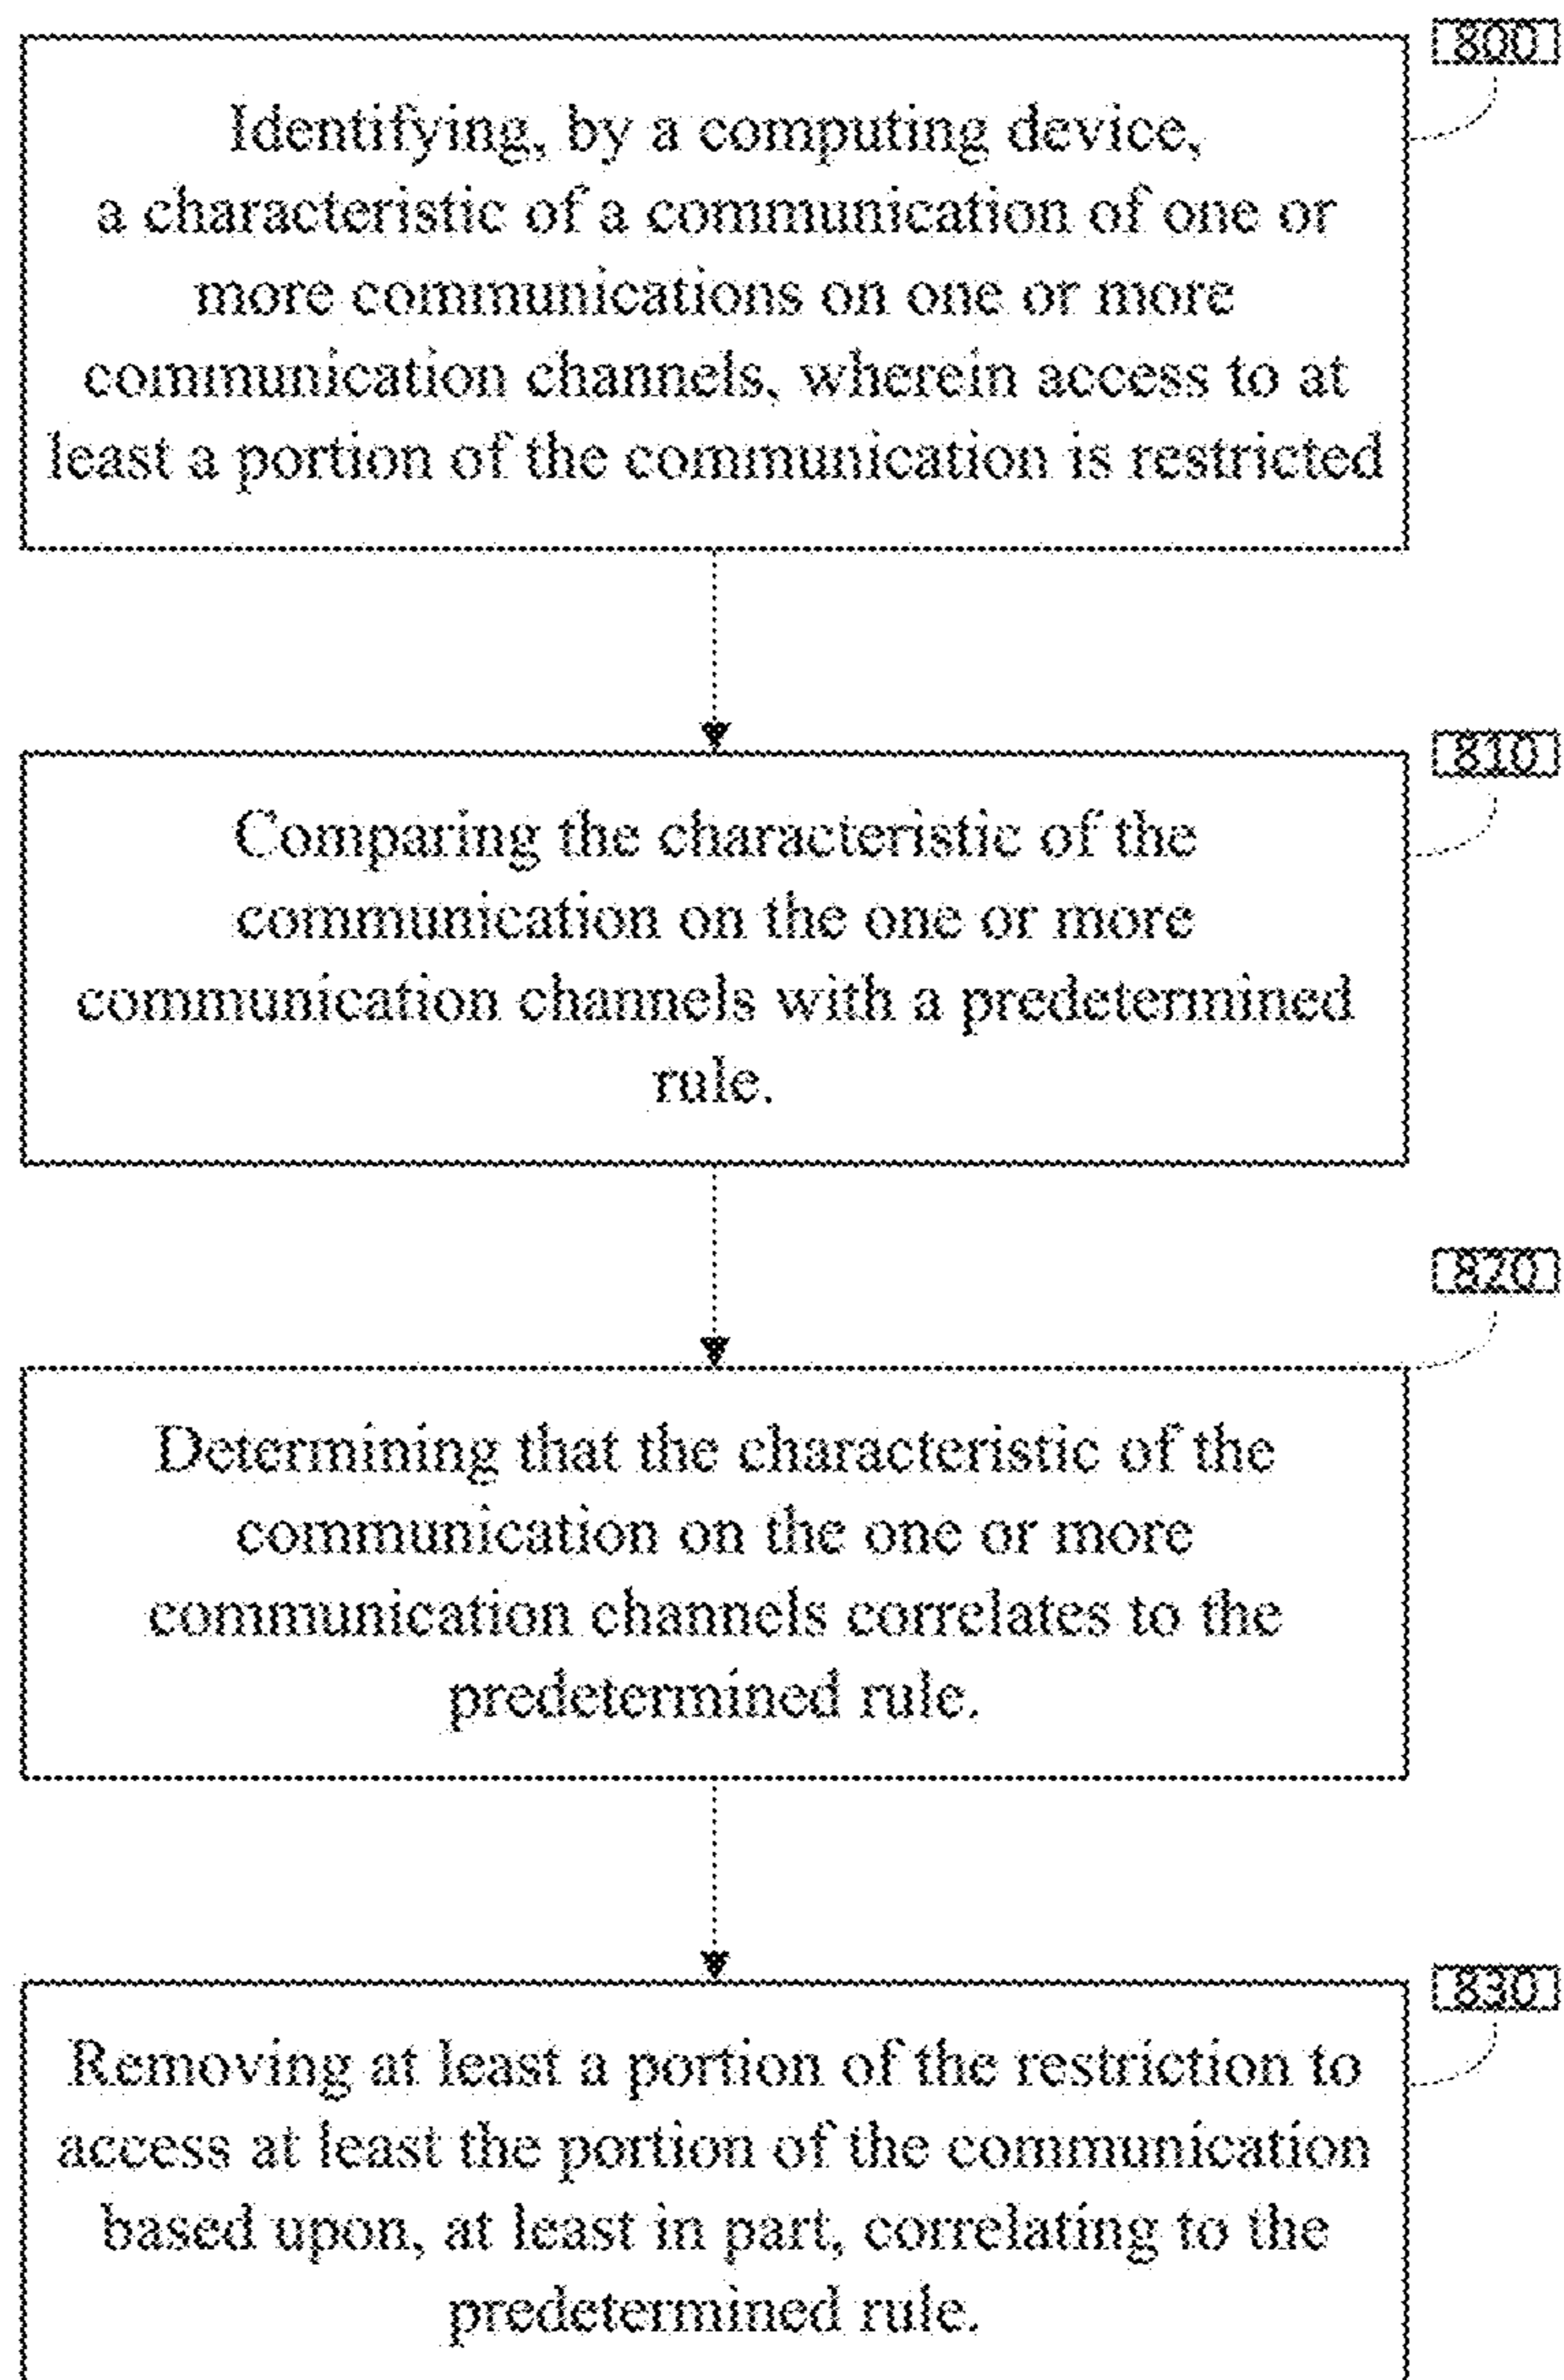 800
Identifying, by a computing device,
a characteristic of a communication of one or
more communications on one or more
communication channels, wherein access to at
least a portion of the communication is restricted
810
Comparing the characteristic of the
communication on the one or more
communication channels with a predetermined
rule.
820
Determining that the characteristic of the
communication on the one or more
communication channels correlates to the
predetermined rule.
830
Removing at least a portion of the restriction to
access at least the portion of the communication
based upon, at least in part, correlating to the
predetermined rule.